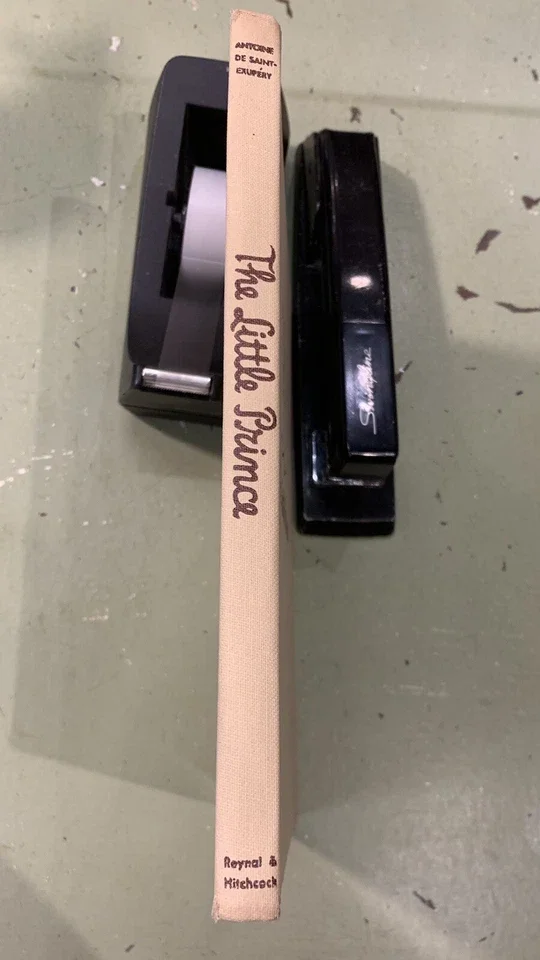 ANTOINE
DE SAINT-
EXUPÉRY
The Little Prince
Reynal &
Hitchcock
Swingline